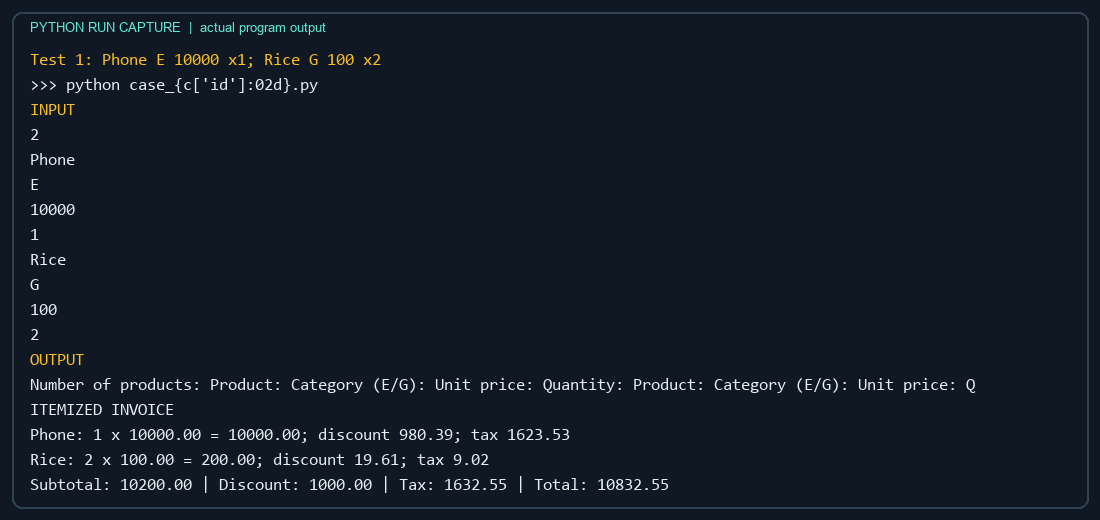 PYTHON RUN CAPTURE | actual program output
Test 1: Phone E 10000 x1; Rice G 100 x2
>>> python case_{c['id']:02d}.py
INPUT
2
Phone
E
10000
1
Rice
G
100
2
OUTPUT
Number of products: Product: Category (E/G): Unit price: Quantity: Product: Category (E/G): Unit price: Q
ITEMIZED INVOICE
Phone: 1 x 10000.00 = 10000.00; discount 980.39; tax 1623.53
Rice: 2 x 100.00 = 200.00; discount 19.61; tax 9.02
Subtotal: 10200.00 | Discount: 1000.00 | Tax: 1632.55 | Total: 10832.55